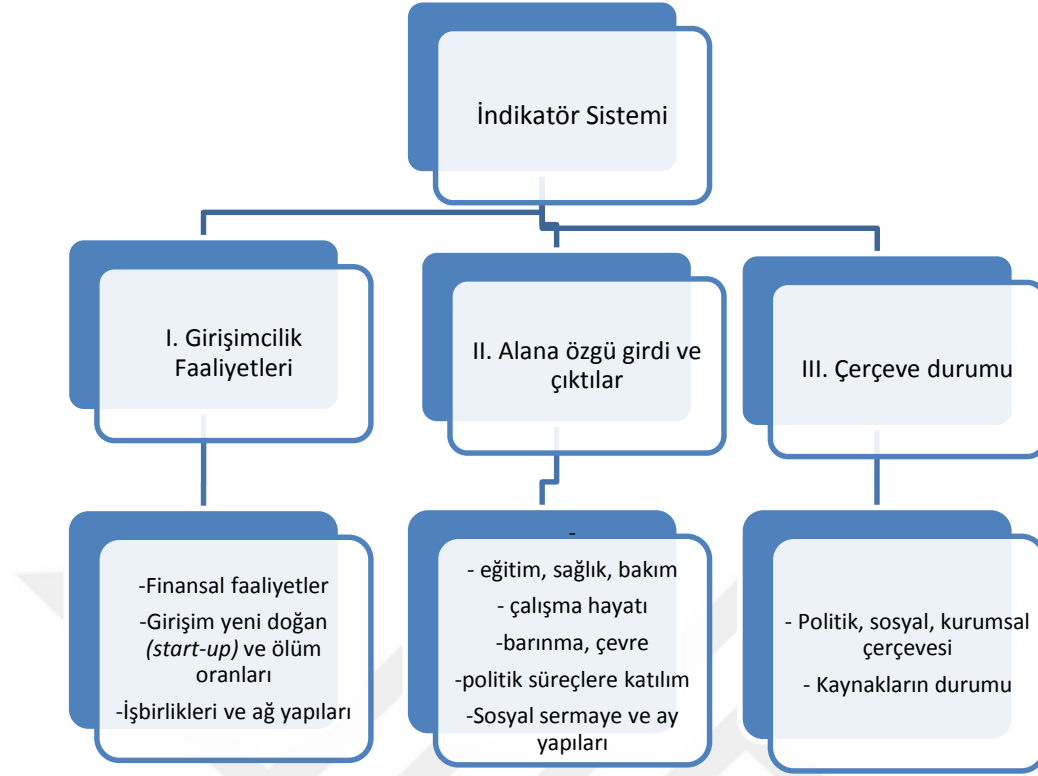 İndikatör Sistemi
I. Girişimcilik
Faaliyetleri
II. Alana özgü girdi ve
çıktılar
III. Çerçeve durumu
-Finansal faaliyetler
-Girişim yeni doğan
(start-up) ve ölüm
oranları
-İşbirlikleri ve ağ yapıları
-
- eğitim, sağlık, bakım
- çalışma hayatı
-barınma, çevre
-politik süreçlere katılım
-Sosyal sermaye ve ay
yapıları
- Politik, sosyal, kurumsal
çerçevesi
- Kaynakların durumu